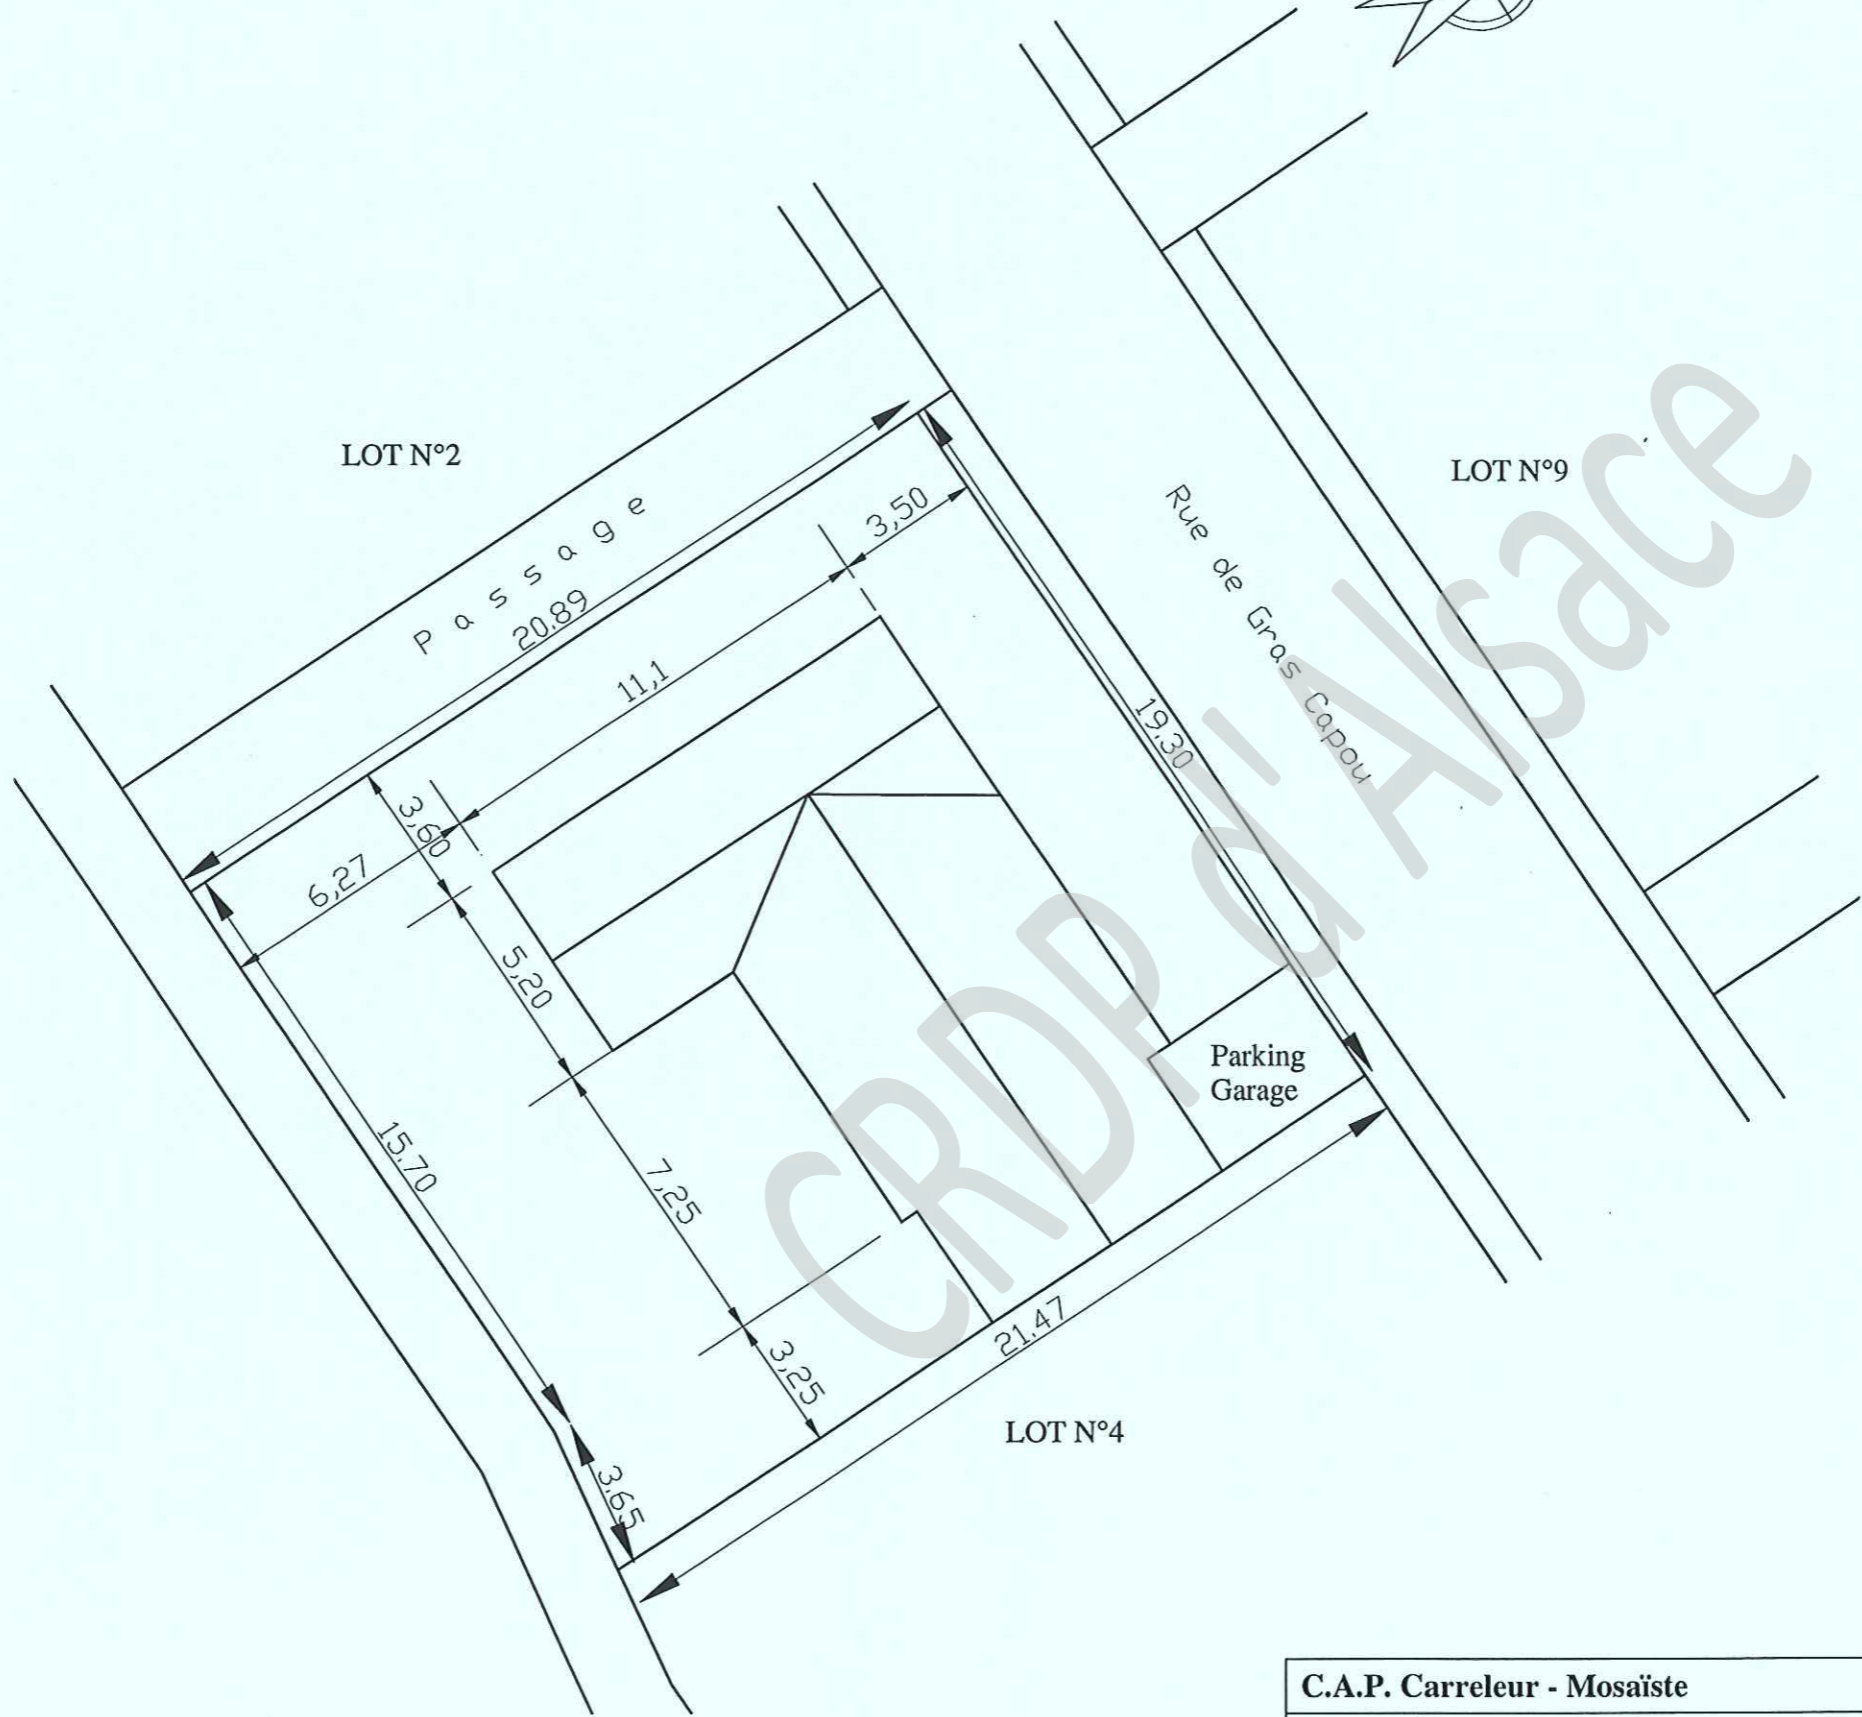 LOT N°2
LOT N°9
Passage
20.89
3,50
Rue de Gras Capou
11,1
19.30
3,60
6,27
5,20
Parking
Garage
15.70
7,25
21.47
3,25
LOT N°4
3.65
CRDP d'Alsace
C.A.P. Carreleur - Mosaïste